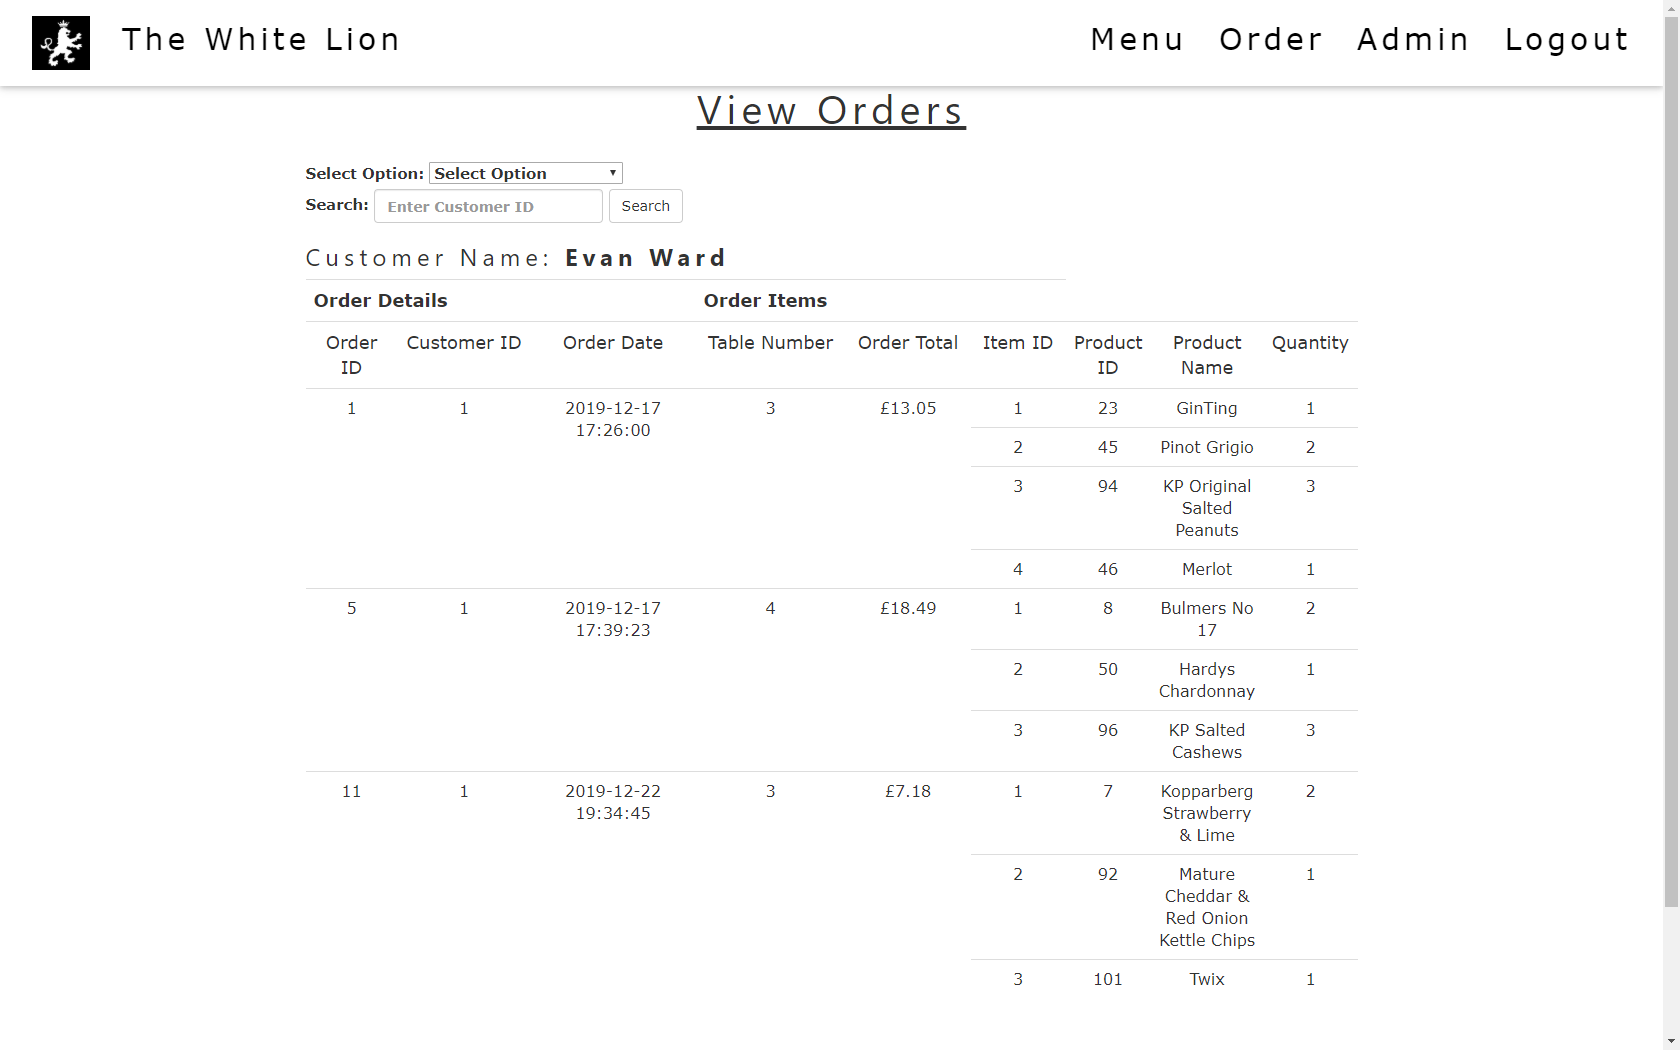 The White Lion Menu Order Admin Logout
View Orders
Select Option: Select Option
Search: Enter Customer ID Search
Customer Name: Evan Ward
Order Details Order Items
Order ID Customer ID Order Date Table Number Order Total Item ID Product ID Product Name Quantity
1 1 2019-12-17 17:26:00 3 £13.05 1 23 GinTing 1
2 45 Pinot Grigio 2
3 94 KP Original Salted Peanuts 3
4 46 Merlot 1
5 1 2019-12-17 17:39:23 4 £18.49 1 8 Bulmers No 17 2
2 50 Hardys Chardonnay 1
3 96 KP Salted Cashews 3
11 1 2019-12-22 19:34:45 3 £7.18 1 7 Kopparberg Strawberry & Lime 2
2 92 Mature Cheddar & Red Onion Kettle Chips 1
3 101 Twix 1